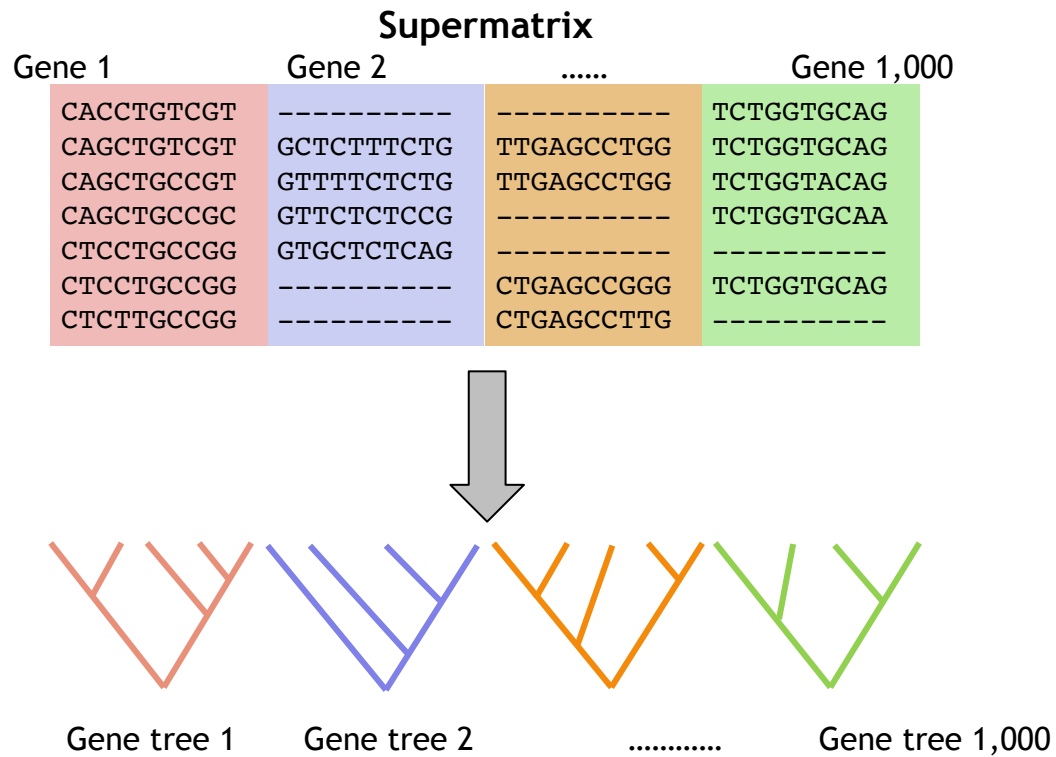 Supermatrix
Gene 1 Gene 2 ...... Gene 1,000
CACCTGTCGT ---------- ---------- TCTGGTGCAG
CAGCTGTCGT GCTCTTTCTG TTGAGCCTGG TCTGGTGCAG
CAGCTGCCGT GTTTTCTCTG TTGAGCCTGG TCTGGTACAG
CAGCTGCCGC GTTCTCTCCG ---------- TCTGGTGCAA
CTCCTGCCGG GTGCTCTCAG ---------- ----------
CTCCTGCCGG ---------- CTGAGCCGGG TCTGGTGCAG
CTCTTGCCGG ---------- CTGAGCCTTG ----------
Gene tree 1 Gene tree 2 ............ Gene tree 1,000